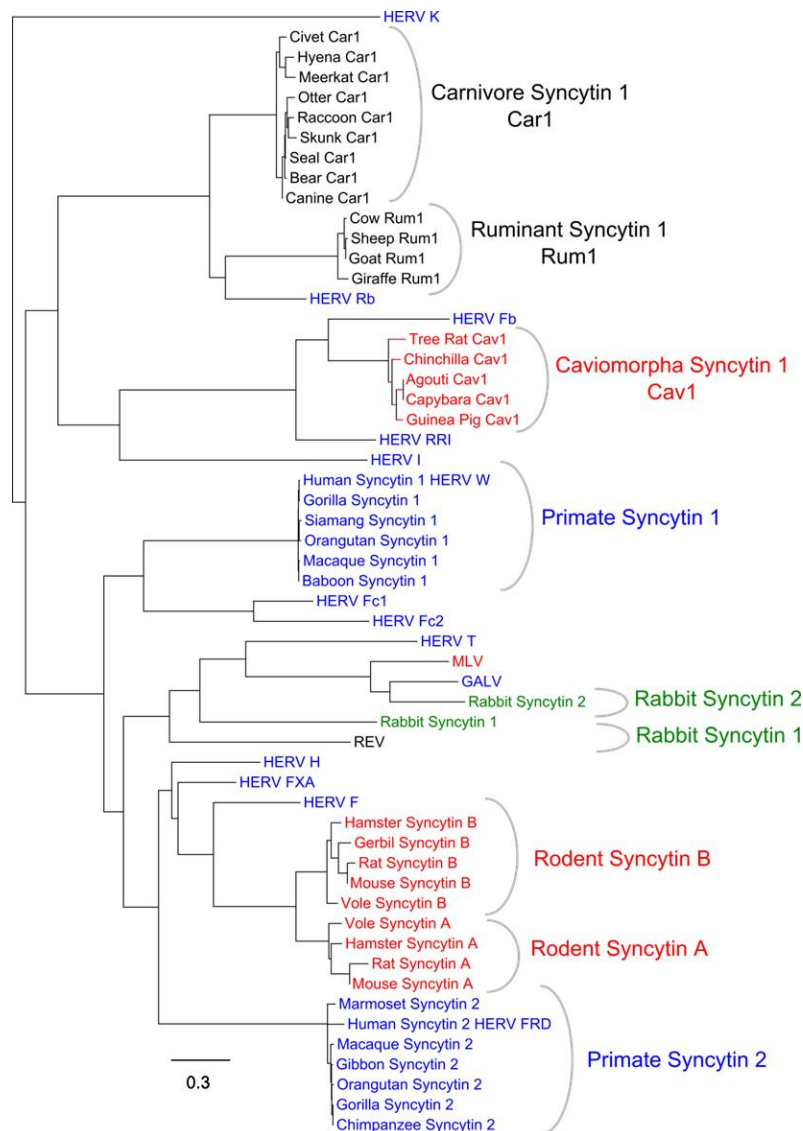 HERV K
Civet Car1
Hyena Car1
Meerkat Car1
Otter Car1
Raccoon Car1
Skunk Car1
Seal Car1
Bear Car1
Canine Car1
Carnivore Syncytin 1
Car1
Cow Rum1
Sheep Rum1
Goat Rum1
Giraffe Rum1
Ruminant Syncytin 1
Rum1
HERV Rb
HERV Fb
Tree Rat Cav1
Chinchilla Cav1
Agouti Cav1
Capybara Cav1
Guinea Pig Cav1
Caviomorpha Syncytin 1
Cav1
HERV RRI
HERV I
Human Syncytin 1 HERV W
Gorilla Syncytin 1
Siamang Syncytin 1
Orangutan Syncytin 1
Macaque Syncytin 1
Baboon Syncytin 1
Primate Syncytin 1
HERV Fc1
HERV Fc2
HERV T
MLV
GALV
Rabbit Syncytin 2
Rabbit Syncytin 2
Rabbit Syncytin 1
Rabbit Syncytin 1
REV
HERV H
HERV FXA
HERV F
Hamster Syncytin B
Gerbil Syncytin B
Rat Syncytin B
Mouse Syncytin B
Vole Syncytin B
Rodent Syncytin B
Vole Syncytin A
Hamster Syncytin A
Rat Syncytin A
Mouse Syncytin A
Rodent Syncytin A
Marmoset Syncytin 2
Human Syncytin 2 HERV FRD
Macaque Syncytin 2
Gibbon Syncytin 2
Orangutan Syncytin 2
Gorilla Syncytin 2
Chimpanzee Syncytin 2
Primate Syncytin 2
0.3